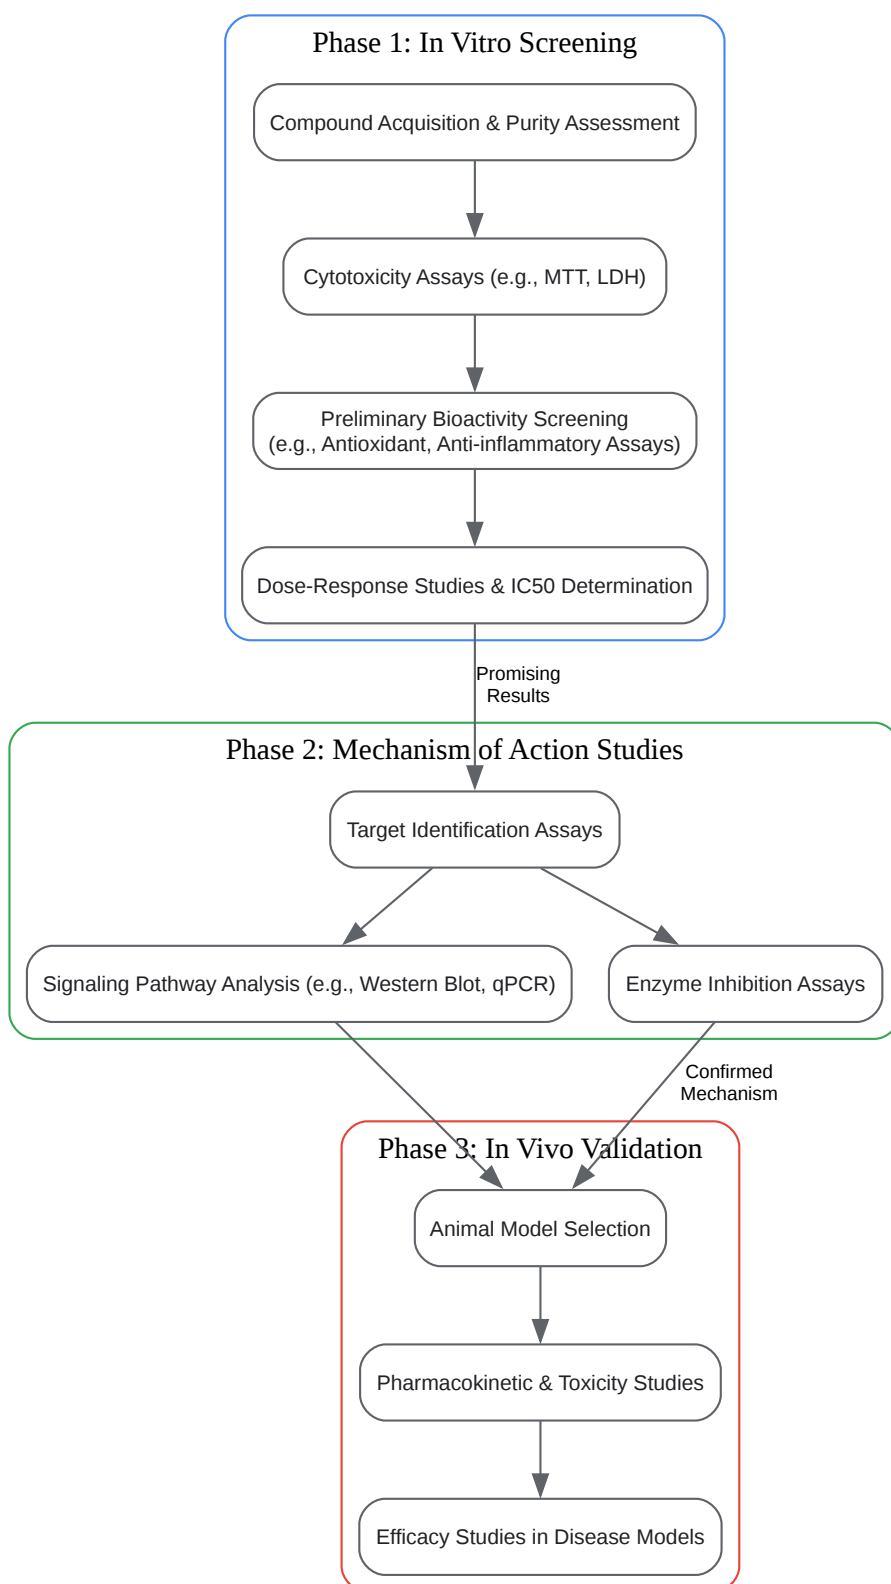 Phase 1: In Vitro Screening
Compound Acquisition & Purity Assessment
Cytotoxicity Assays (e.g., MTT, LDH)
Preliminary Bioactivity Screening
(e.g., Antioxidant, Anti-inflammatory Assays)
Dose-Response Studies & IC50 Determination
Promising
Results
Phase 2: Mechanism of Action Studies
Target Identification Assays
Signaling Pathway Analysis (e.g., Western Blot, qPCR)
Enzyme Inhibition Assays
Confirmed
Mechanism
Phase 3: In Vivo Validation
Animal Model Selection
Pharmacokinetic & Toxicity Studies
Efficacy Studies in Disease Models